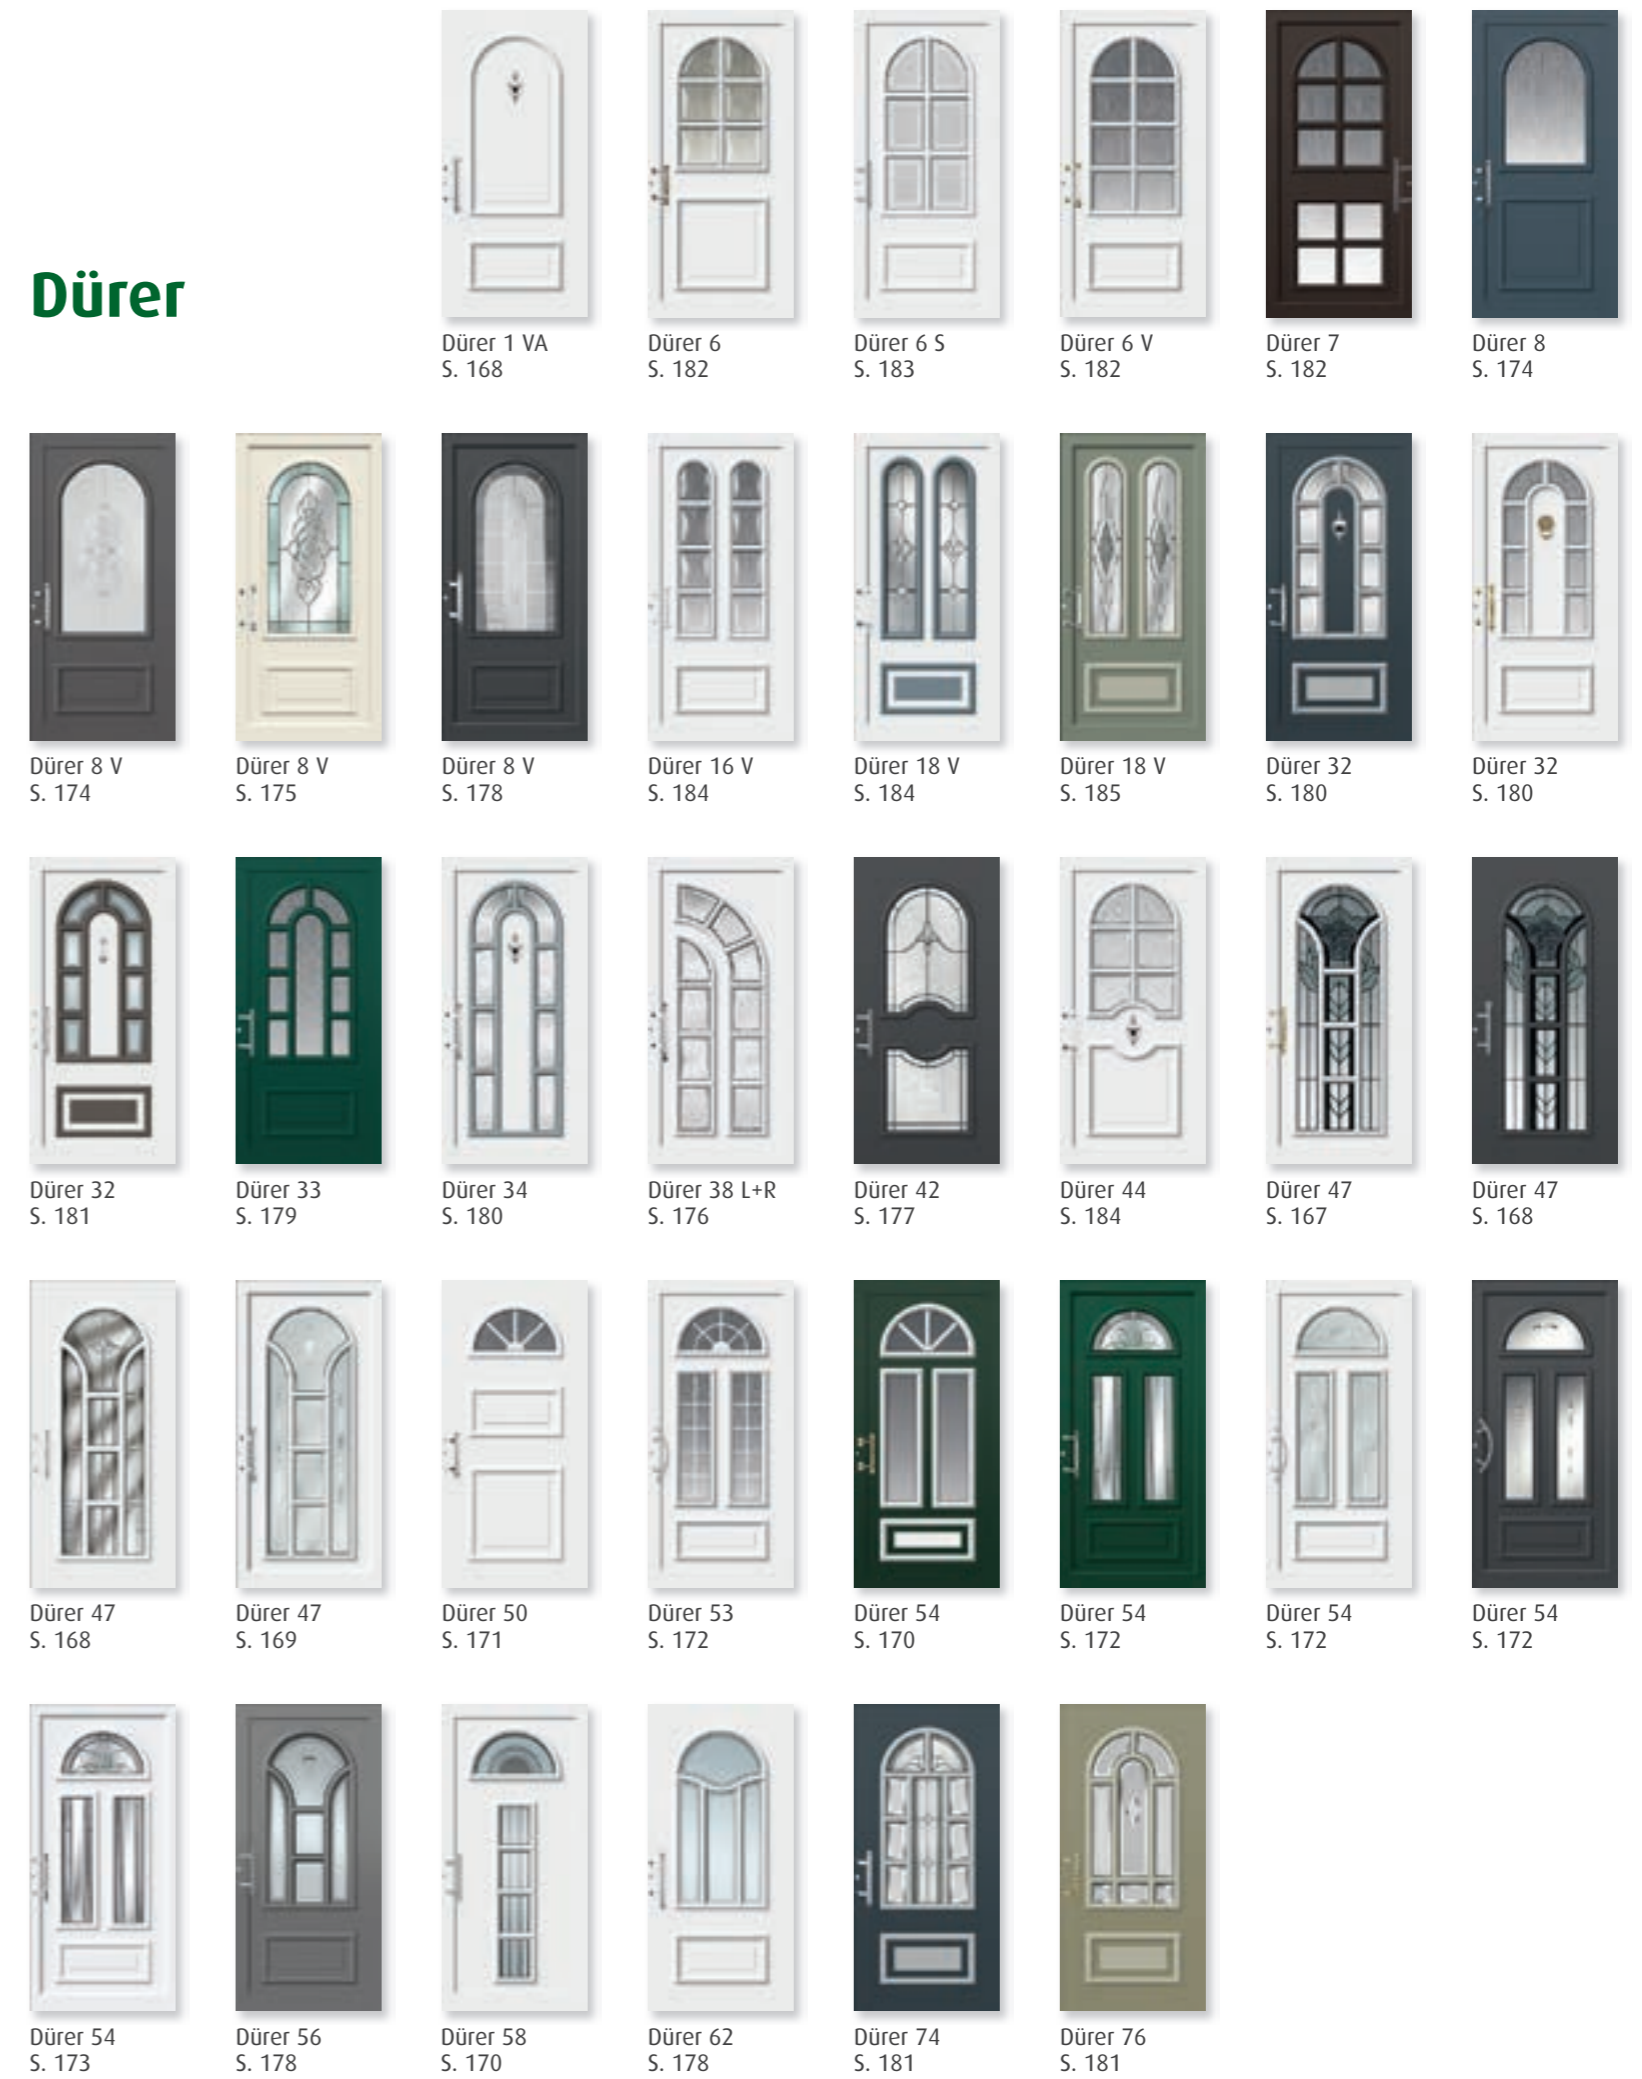 Dürer
Dürer 1 VA
S. 168
Dürer 6
S. 182
Dürer 6 S
S. 183
Dürer 6 V
S. 182
Dürer 7
S. 182
Dürer 8
S. 174
Dürer 8 V
S. 174
Dürer 8 V
S. 175
Dürer 8 V
S. 178
Dürer 16 V
S. 184
Dürer 18 V
S. 184
Dürer 18 V
S. 185
Dürer 32
S. 180
Dürer 32
S. 180
Dürer 32
S. 181
Dürer 33
S. 179
Dürer 34
S. 180
Dürer 38 L+R
S. 176
Dürer 42
S. 177
Dürer 44
S. 184
Dürer 47
S. 167
Dürer 47
S. 168
Dürer 47
S. 168
Dürer 47
S. 169
Dürer 50
S. 171
Dürer 53
S. 172
Dürer 54
S. 170
Dürer 54
S. 172
Dürer 54
S. 172
Dürer 54
S. 172
Dürer 54
S. 173
Dürer 56
S. 178
Dürer 58
S. 170
Dürer 62
S. 178
Dürer 74
S. 181
Dürer 76
S. 181